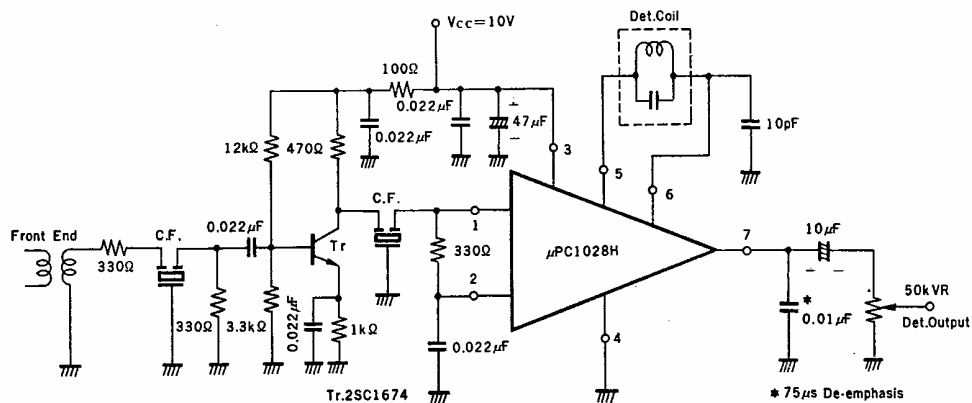 Vcc=10V
Det.Coil
100Ω
0.022μF
0.022μF
47μF
10pF
12kΩ
470Ω
3
5
6
C.F.
0.022μF
Front End
C.F.
Tr
1
330Ω
μPC1028H
7
10μF
330Ω
2
50kVR
Det.Output
330Ω
3.3kΩ
0.022μF
1kΩ
0.022μF
4
*
0.01μF
Tr.2SC1674
* 75μs De-emphasis